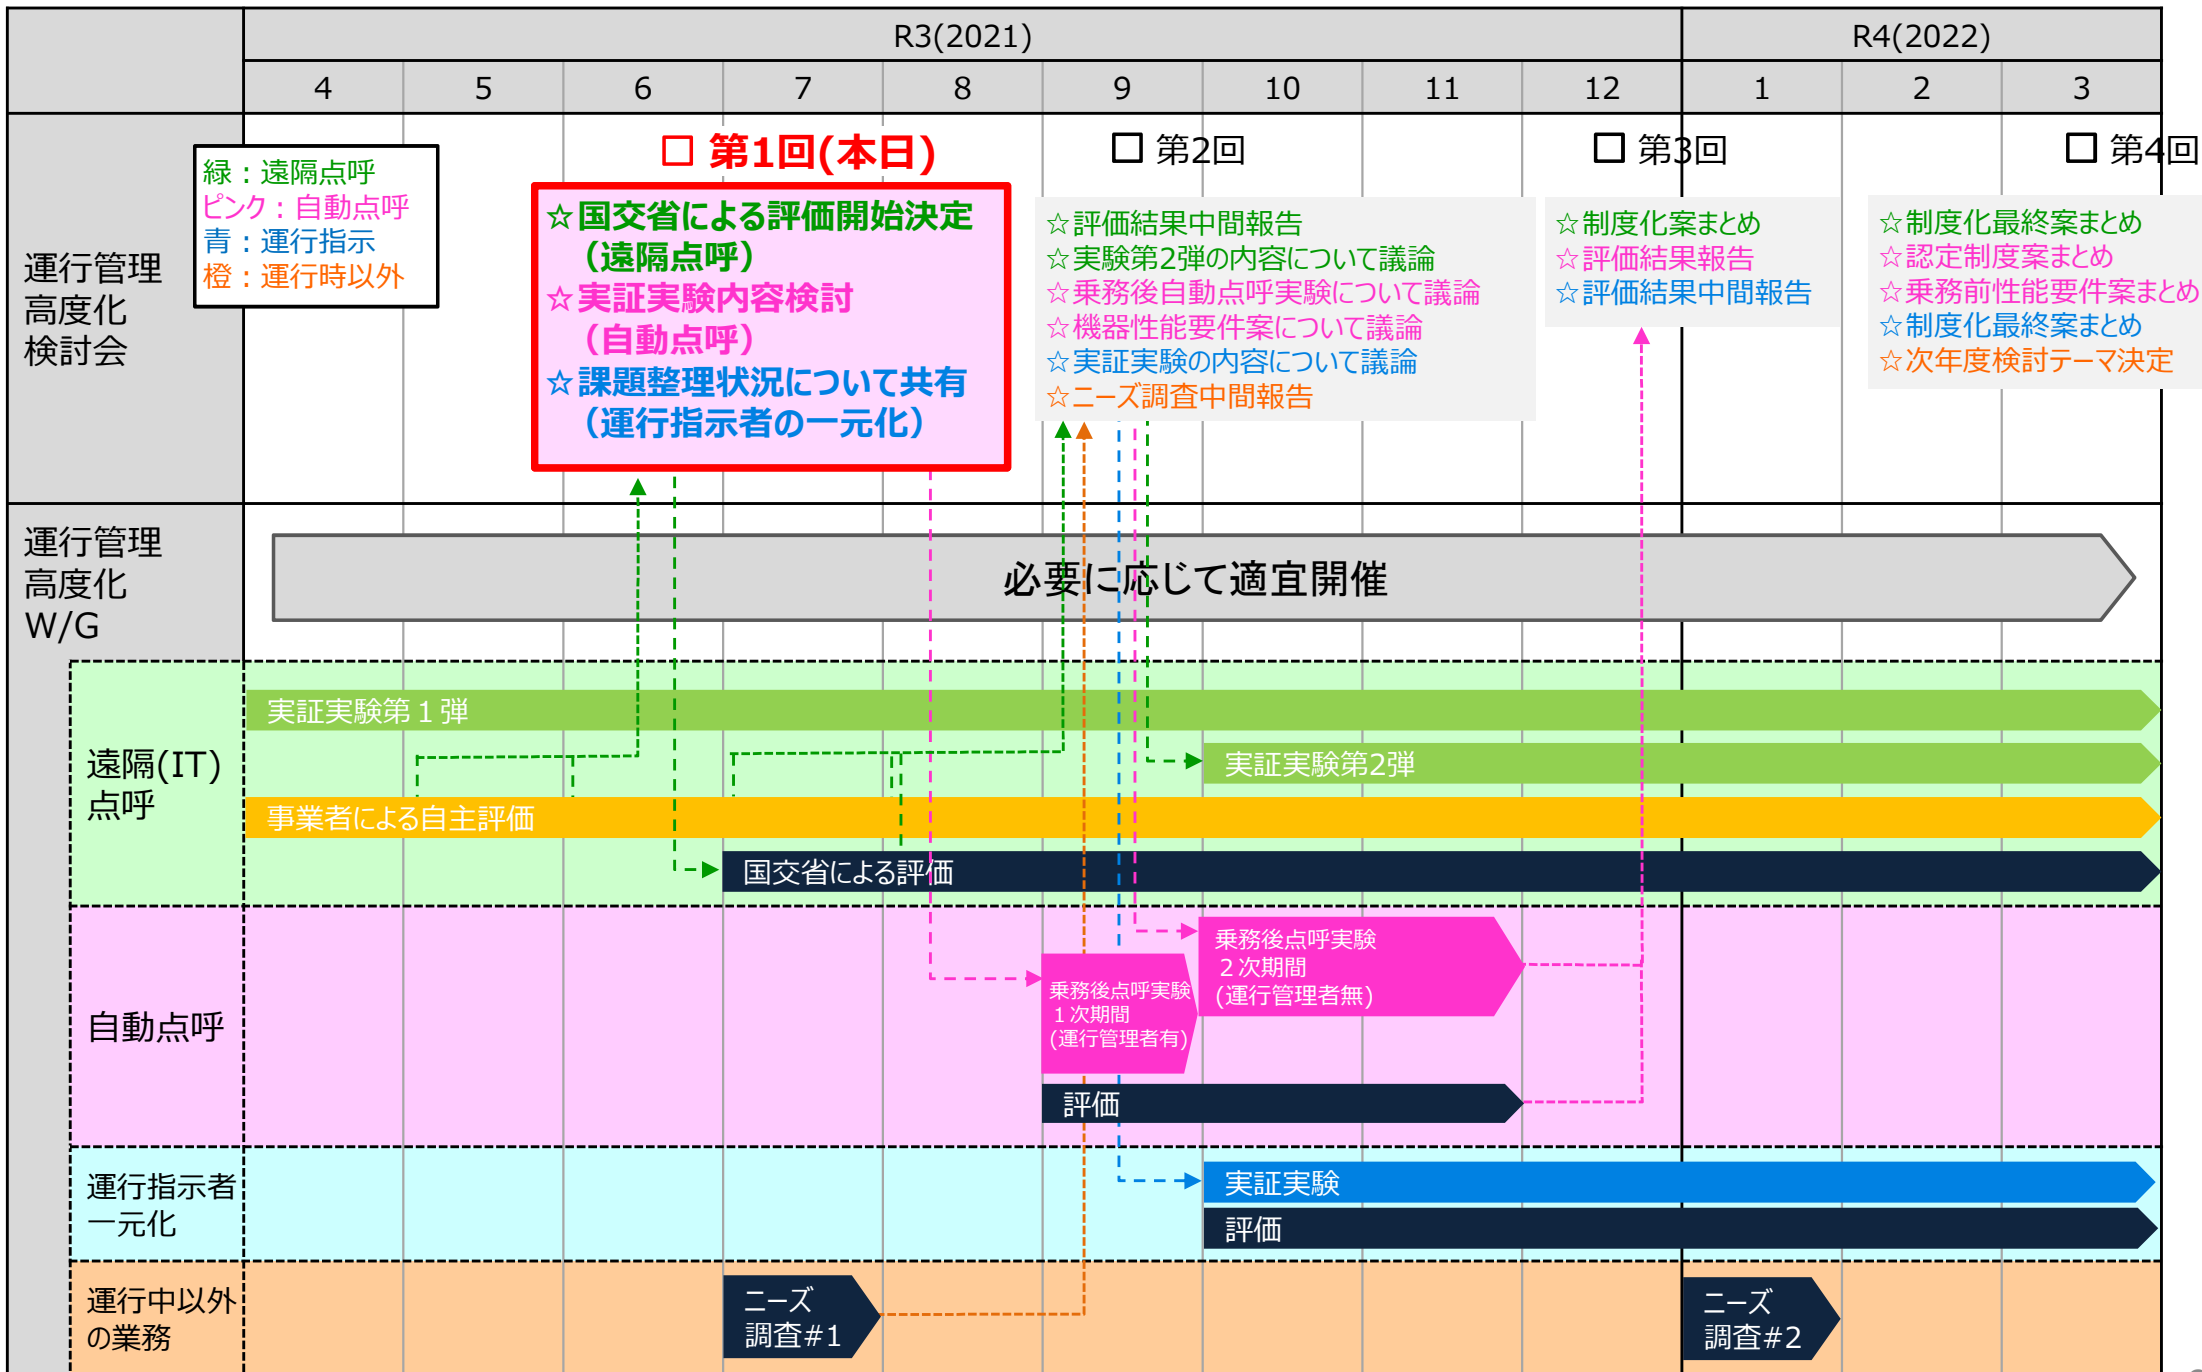 R3(2021)
R4(2022)
4 5 6 7 8 9 10 11 12 1 2 3
運行管理
高度化
検討会
緑：遠隔点呼
ピンク：自動点呼
青：運行指示
橙：運行時以外
□ 第1回(本日)
☆国交省による評価開始決定
（遠隔点呼）
☆実証実験内容検討
（自動点呼）
☆課題整理状況について共有
（運行指示者の一元化）
□ 第2回
☆評価結果中間報告
☆実験第2弾の内容について議論
☆乗務後自動点呼実験について議論
☆機器性能要件案について議論
☆実証実験の内容について議論
☆ニーズ調査中間報告
□ 第3回
☆制度化案まとめ
☆評価結果報告
☆評価結果中間報告
□ 第4回
☆制度化最終案まとめ
☆認定制度案まとめ
☆乗務前性能要件案まとめ
☆制度化最終案まとめ
☆次年度検討テーマ決定
運行管理
高度化
W/G
必要に応じて適宜開催
遠隔(IT)
点呼
実証実験第１弾
実証実験第2弾
事業者による自主評価
国交省による評価
自動点呼
乗務後点呼実験
１次期間
(運行管理者有)
乗務後点呼実験
２次期間
(運行管理者無)
評価
運行指示者
一元化
実証実験
評価
運行中以外
の業務
ニーズ
調査#1
ニーズ
調査#2